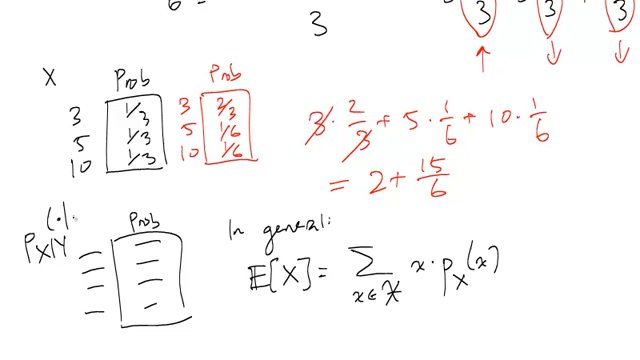 6 =
3
3 3 3
X Prob Prob
3 1/3 3 2/3
5 1/3 5 1/6
10 1/3 10 1/6
3 · 2/3 + 5 · 1/6 + 10 · 1/6
= 2 + 15/6
P_{X|Y}(·|
Prob
In general:
E[X] = ∑_{x∈𝒳} x · p_X(x)